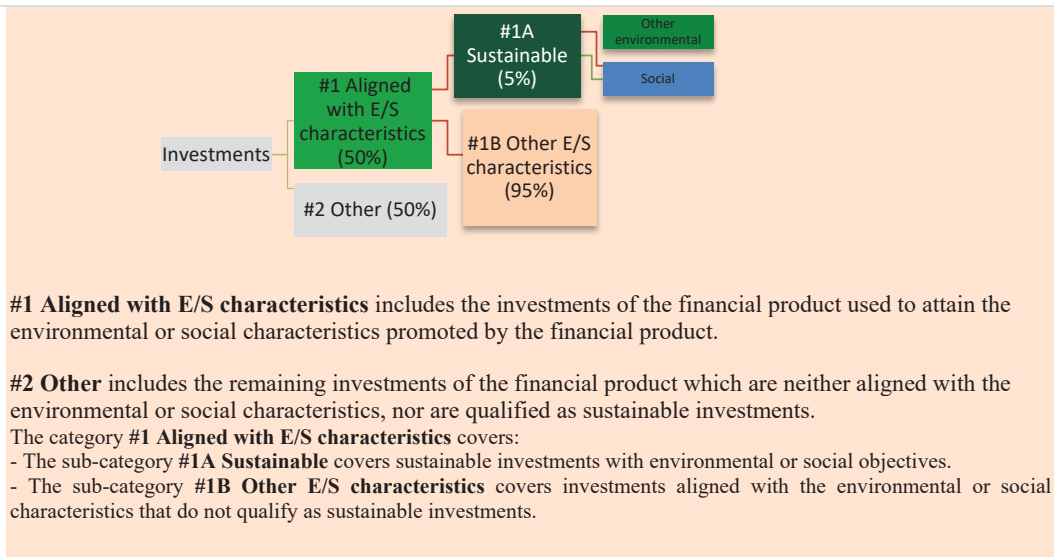 #1A
Sustainable
(5%)
Other
environmental
Social
#1 Aligned
with E/S
characteristics
(50%)
Investments
#1B Other E/S
characteristics
(95%)
#2 Other (50%)
#1 Aligned with E/S characteristics includes the investments of the financial product used to attain the
environmental or social characteristics promoted by the financial product.
#2 Other includes the remaining investments of the financial product which are neither aligned with the
environmental or social characteristics, nor are qualified as sustainable investments.
The category #1 Aligned with E/S characteristics covers:
- The sub-category #1A Sustainable covers sustainable investments with environmental or social objectives.
- The sub-category #1B Other E/S characteristics covers investments aligned with the environmental or social
characteristics that do not qualify as sustainable investments.